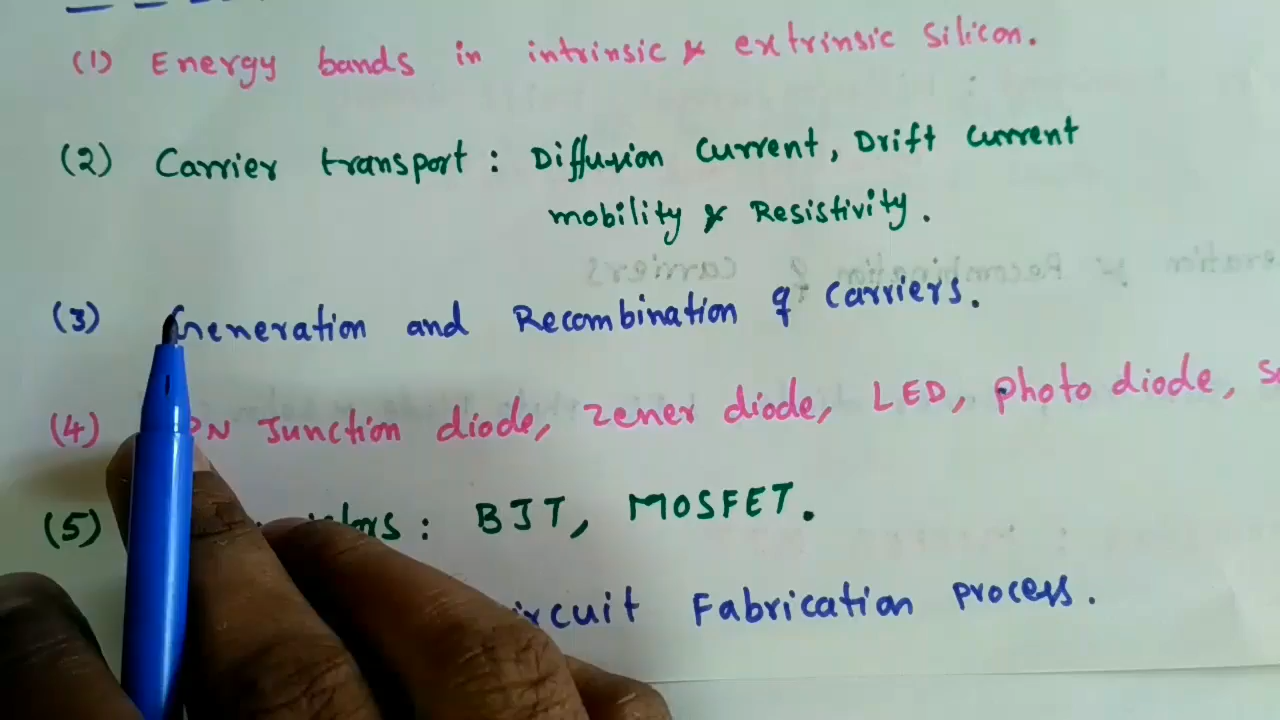 (1) Energy bands in intrinsic & extrinsic silicon.
(2) Carrier transport : Diffusion current, Drift current
mobility & Resistivity.
(3) Generation and Recombination of carriers.
(4) PN Junction diode, zener diode, LED, photo diode,
(5) : BJT, MOSFET.
Fabrication process.